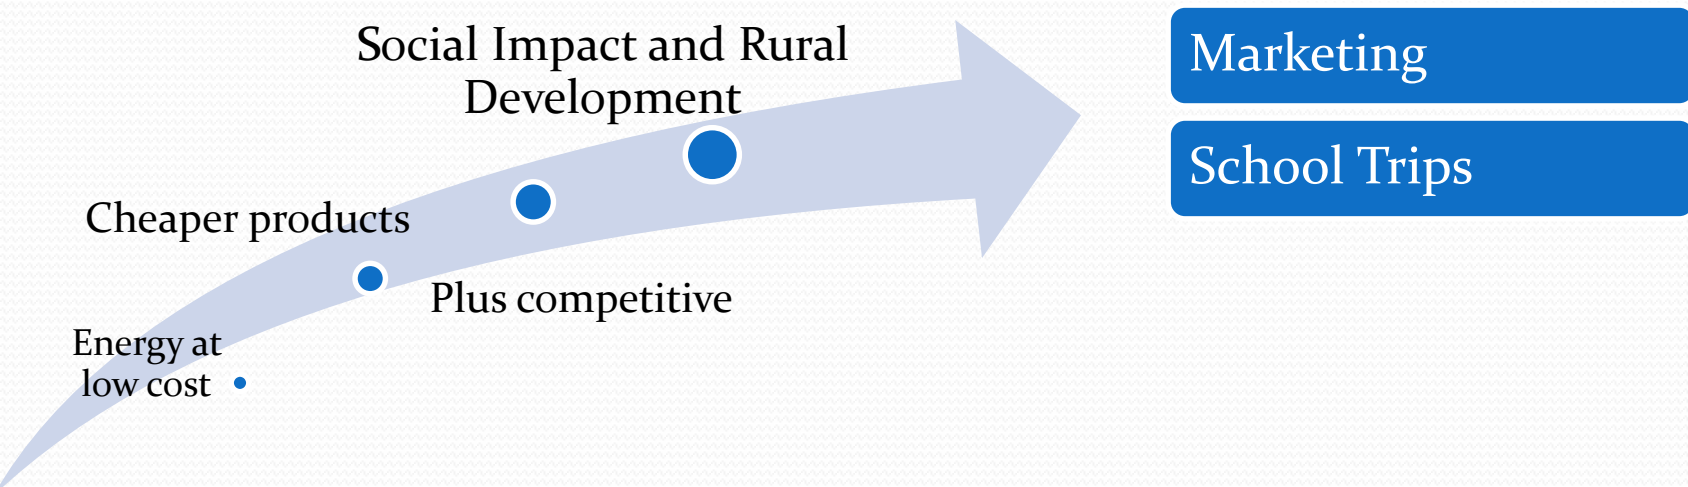 Social Impact and Rural
Development
Cheaper products
Plus competitive
Energy at
low cost
Marketing
School Trips